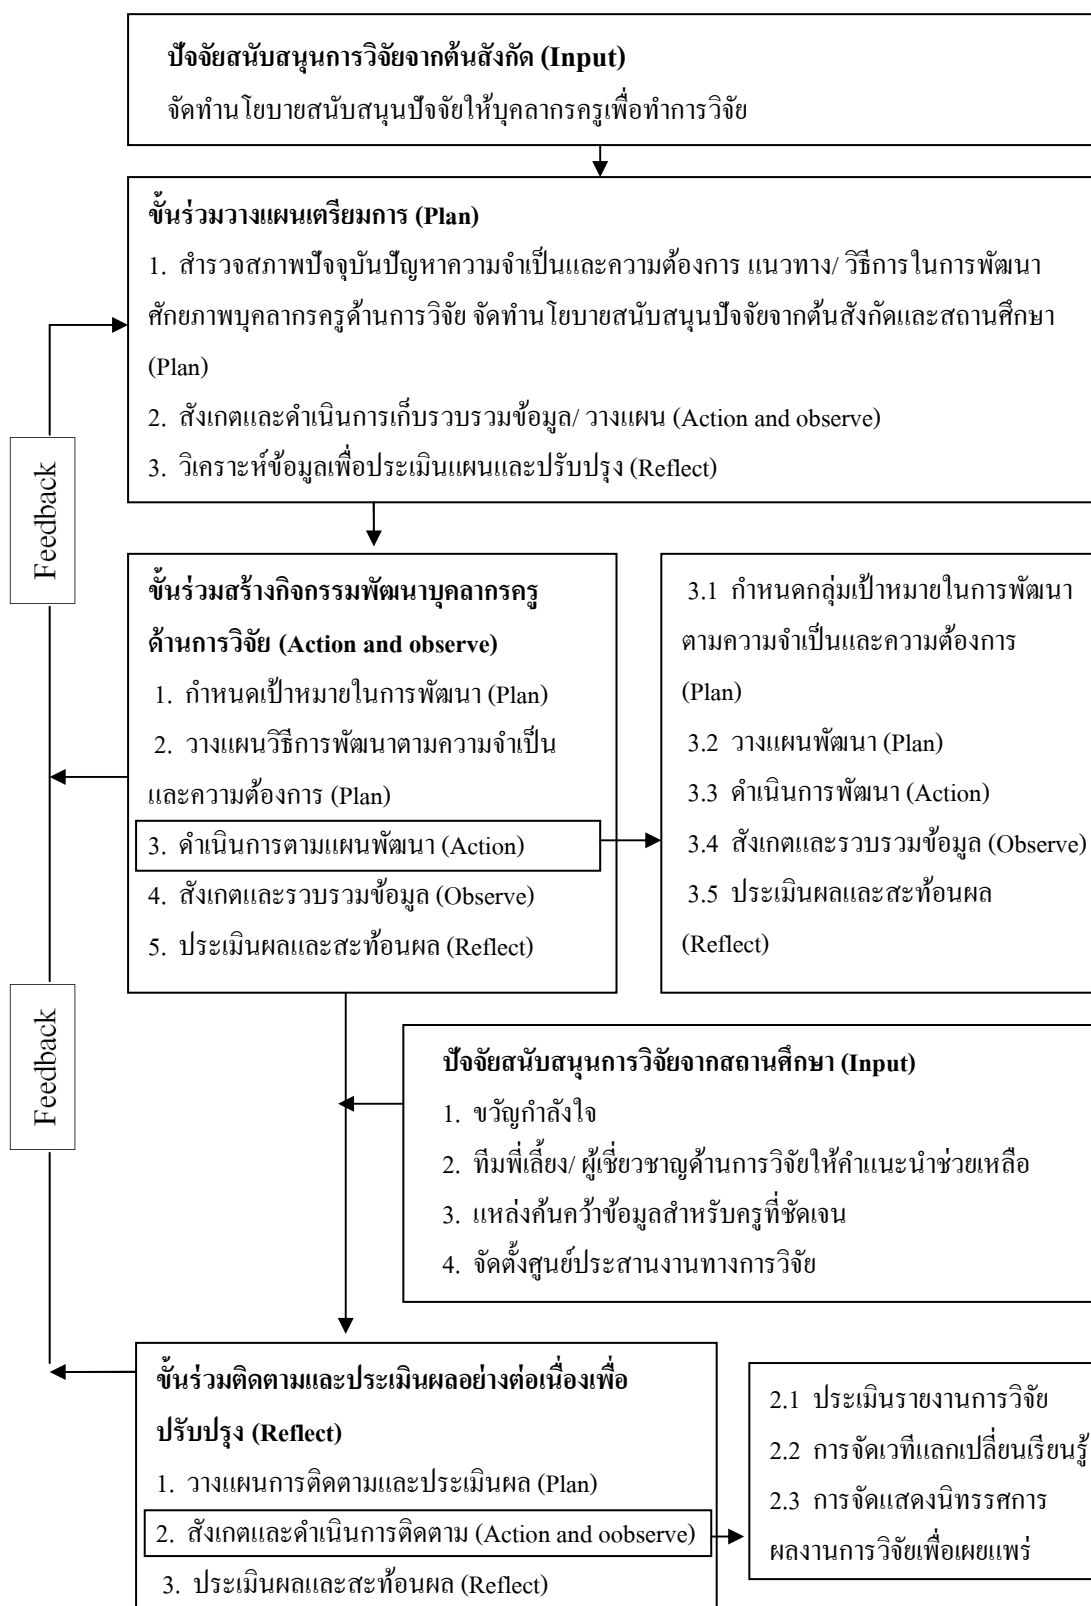 ปัจจัยสนับสนุนการวิจัยจากต้นสังกัด (Input)
จัดทำนโยบายสนับสนุนปัจจัยให้บุคลากรครูเพื่อทำการวิจัย
ขั้นร่วมวางแผนเตรียมการ (Plan)
1. สำรวจสภาพปัจจุบันปัญหาความจำเป็นและความต้องการ แนวทาง/ วิธีการในการพัฒนา
ศักยภาพบุคลากรครูด้านการวิจัย จัดทำนโยบายสนับสนุนปัจจัยจากต้นสังกัดและสถานศึกษา
(Plan)
2. สังเกตและดำเนินการเก็บรวบรวมข้อมูล/ วางแผน (Action and observe)
3. วิเคราะห์ข้อมูลเพื่อประเมินแผนและปรับปรุง (Reflect)
Feedback
ขั้นร่วมสร้างกิจกรรมพัฒนาบุคลากรครู
ด้านการวิจัย (Action and observe)
1. กำหนดเป้าหมายในการพัฒนา (Plan)
2. วางแผนวิธีการพัฒนาตามความจำเป็น
และความต้องการ (Plan)
3. ดำเนินการตามแผนพัฒนา (Action)
4. สังเกตและรวบรวมข้อมูล (Observe)
5. ประเมินผลและสะท้อนผล (Reflect)
3.1 กำหนดกลุ่มเป้าหมายในการพัฒนา
ตามความจำเป็นและความต้องการ
(Plan)
3.2 วางแผนพัฒนา (Plan)
3.3 ดำเนินการพัฒนา (Action)
3.4 สังเกตและรวบรวมข้อมูล (Observe)
3.5 ประเมินผลและสะท้อนผล
(Reflect)
Feedback
ปัจจัยสนับสนุนการวิจัยจากสถานศึกษา (Input)
1. ขวัญกำลังใจ
2. ทีมพี่เลี้ยง/ ผู้เชี่ยวชาญด้านการวิจัยให้คำแนะนำช่วยเหลือ
3. แหล่งค้นคว้าข้อมูลสำหรับครูที่ชัดเจน
4. จัดตั้งศูนย์ประสานงานทางการวิจัย
ขั้นร่วมติดตามและประเมินผลอย่างต่อเนื่องเพื่อ
ปรับปรุง (Reflect)
1. วางแผนการติดตามและประเมินผล (Plan)
2. สังเกตและดำเนินการติดตาม (Action and oobserve)
3. ประเมินผลและสะท้อนผล (Reflect)
2.1 ประเมินรายงานการวิจัย
2.2 การจัดเวทีแลกเปลี่ยนเรียนรู้
2.3 การจัดแสดงนิทรรศการ
ผลงานการวิจัยเพื่อเผยแพร่